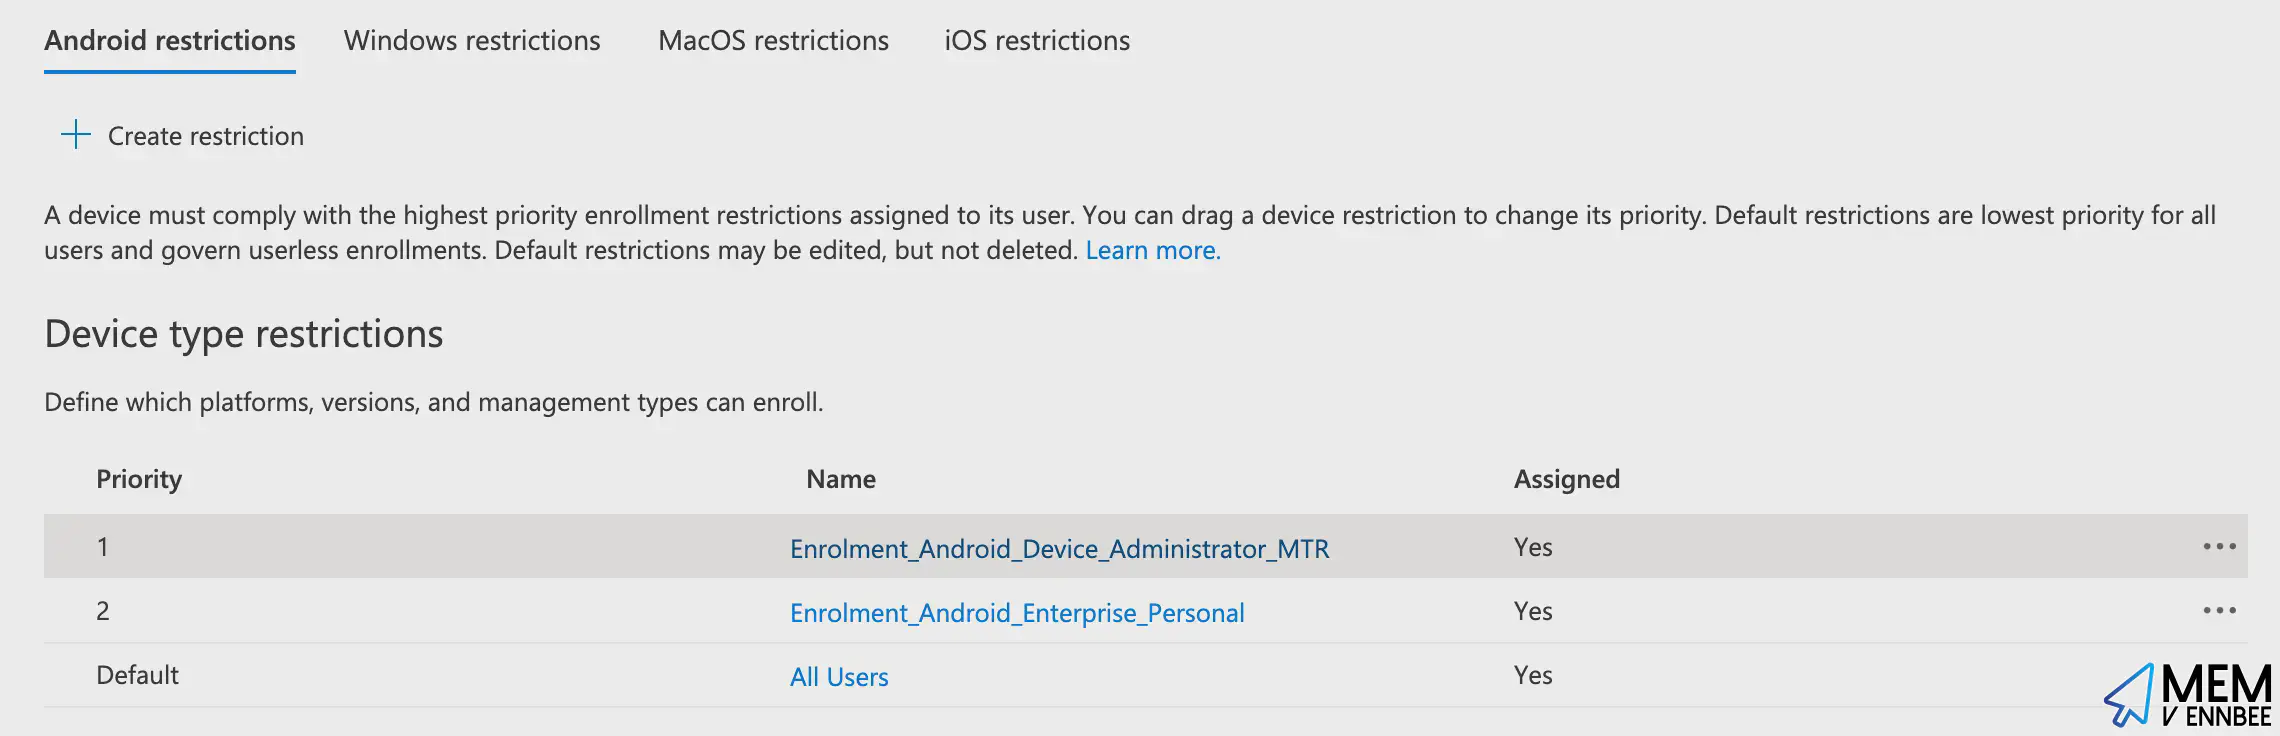 Android restrictions Windows restrictions MacOS restrictions iOS restrictions
Create restriction
A device must comply with the highest priority enrollment restrictions assigned to its user. You can drag a device restriction to change its priority. Default restrictions are lowest priority for all
users and govern userless enrollments. Default restrictions may be edited, but not deleted. Learn more.
Device type restrictions
Define which platforms, versions, and management types can enroll.
Priority Name Assigned
1 Enrolment_Android_Device_Administrator_MTR Yes
2 Enrolment_Android_Enterprise_Personal Yes
Default All Users Yes
MEM
V ENNBEE